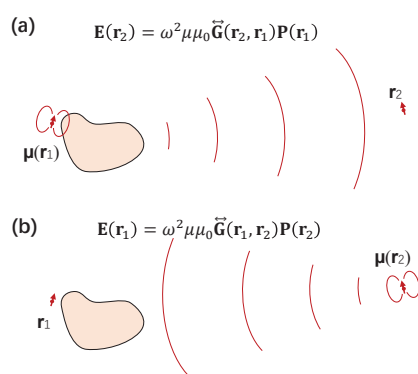 (a)
𝐄(𝐫₂) = ω²μμ₀𝐆⃡(𝐫₂, 𝐫₁)𝐏(𝐫₁)
r₂
μ(r₁)
(b)
𝐄(𝐫₁) = ω²μμ₀𝐆⃡(𝐫₁, 𝐫₂)𝐏(𝐫₂)
μ(r₂)
r₁